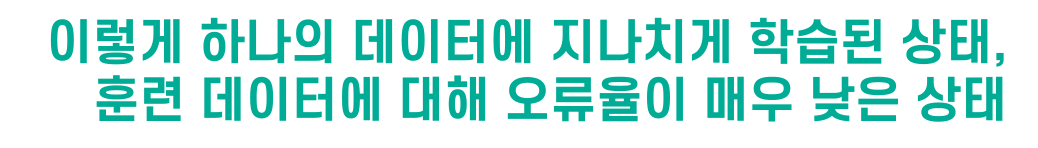 이렇게 하나의 데이터에 지나치게 학습된 상태,
훈련 데이터에 대해 오류율이 매우 낮은 상태